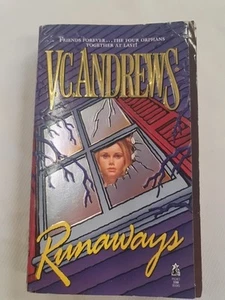 FRIENDS FOREVER... THE FOUR ORPHANS
TOGETHER AT LAST!
V.C. ANDREWS
Runaways